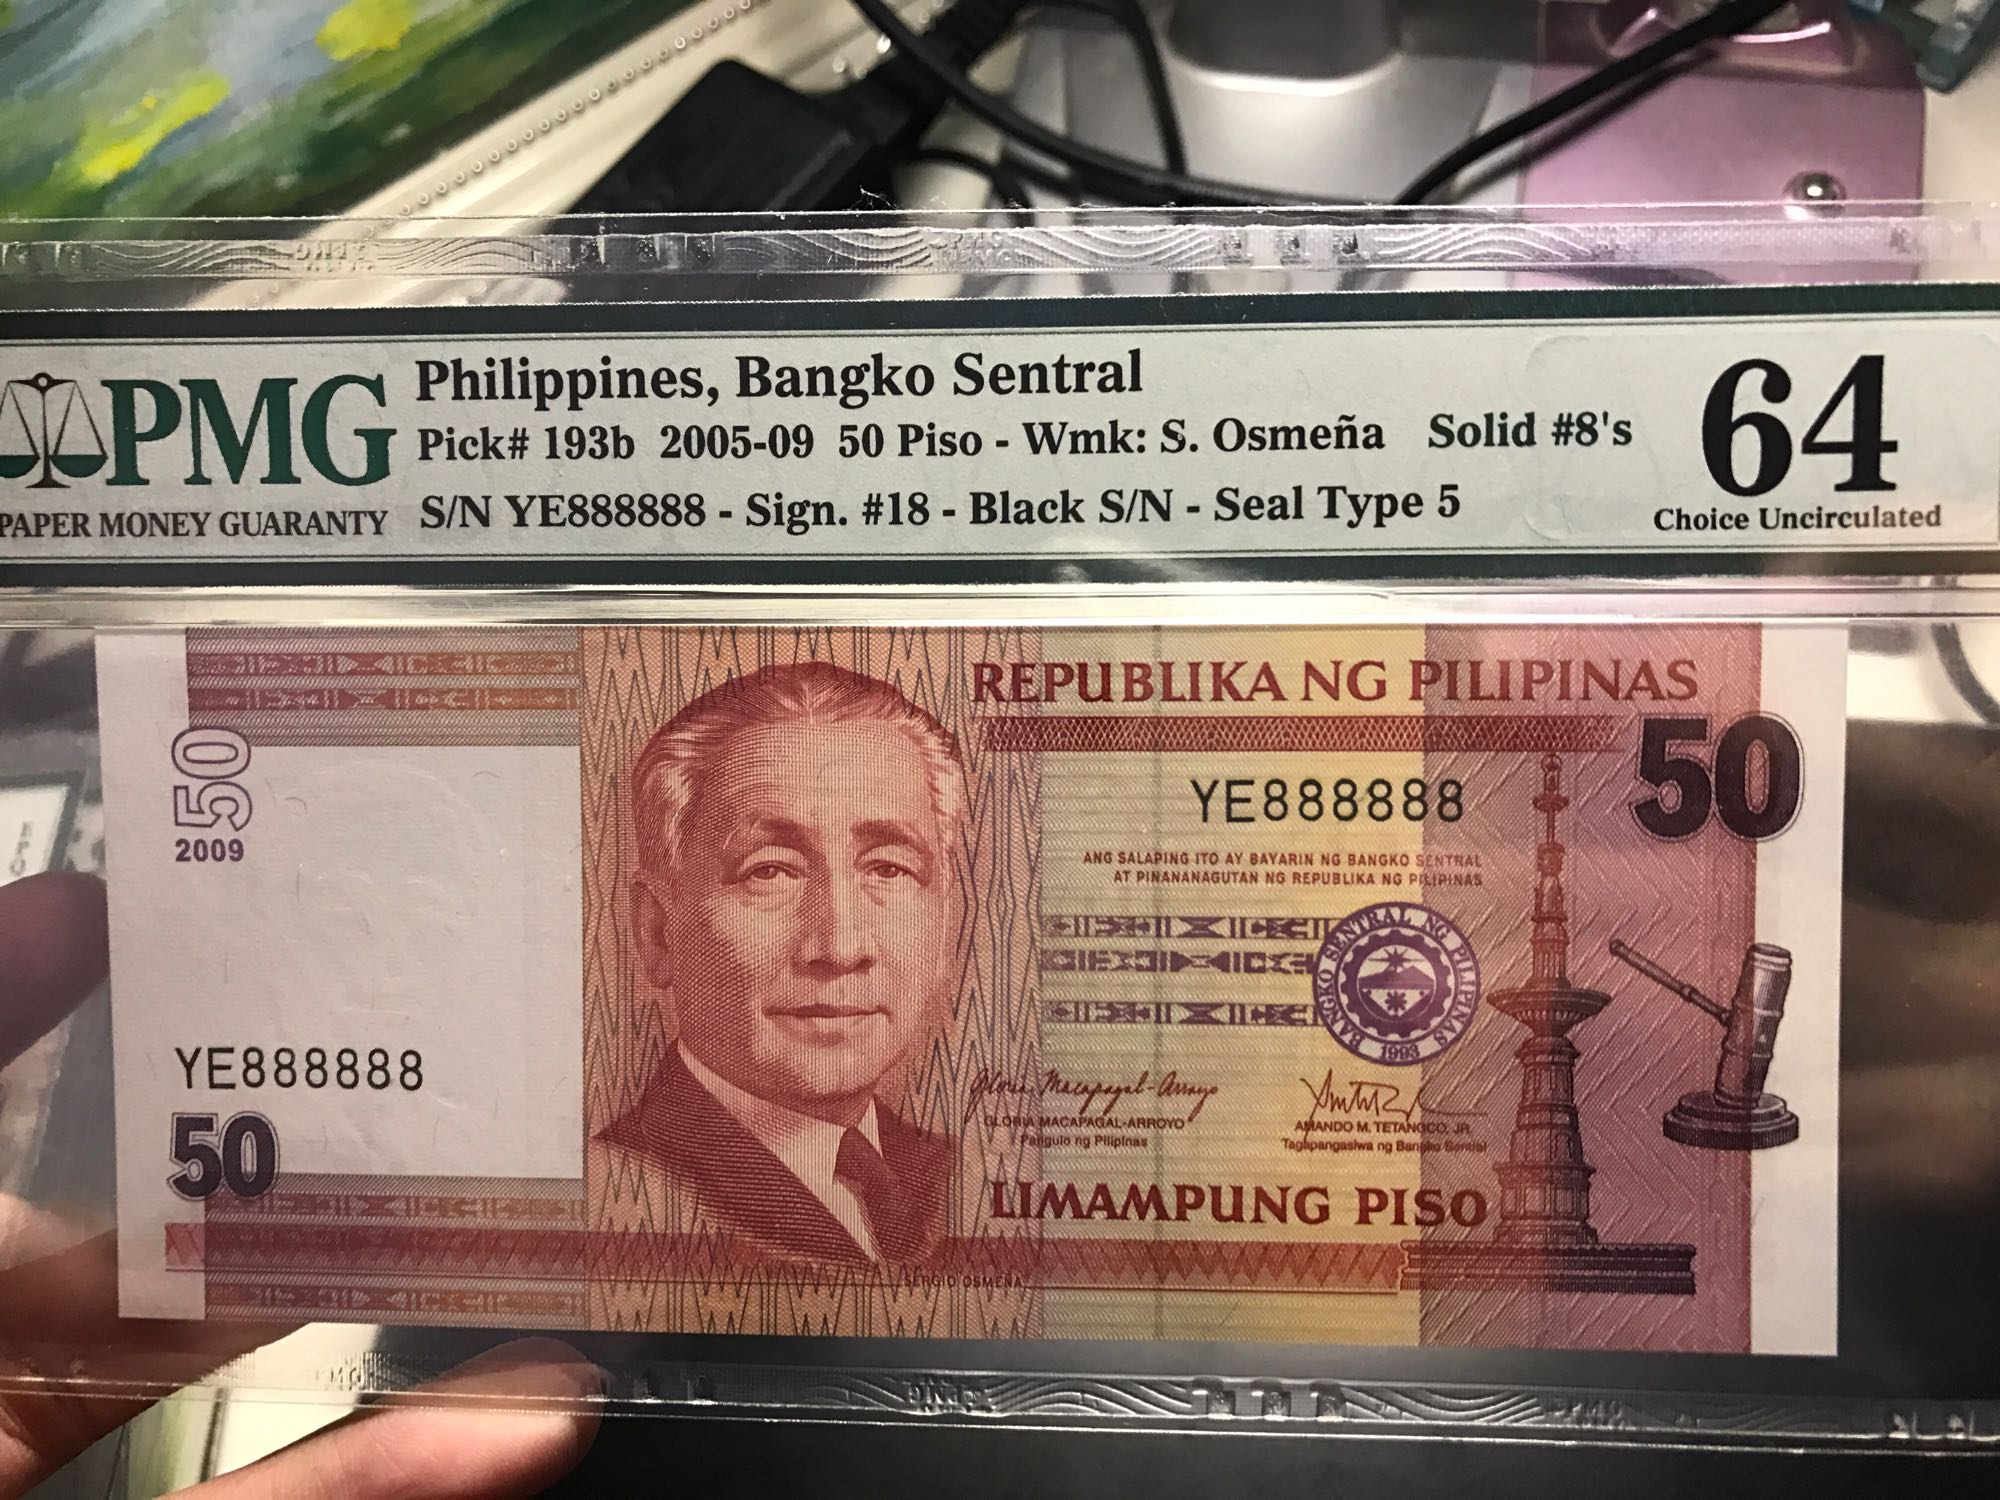 PMG
PAPER MONEY GUARANTY
Philippines, Bangko Sentral
Pick# 193b 2005-09 50 Piso - Wmk: S. Osmeña Solid #8's
S/N YE888888 - Sign. #18 - Black S/N - Seal Type 5
64
Choice Uncirculated
REPUBLIKA NG PILIPINAS
50
50
2009
YE888888
ANG SALAPING ITO AY BAYARIN NG BANGKO SENTRAL
AT PINANANAGUTAN NG REPUBLIKA NG PILIPINAS
BANGKO SENTRAL NG PILIPINAS
1993
YE888888
50
Gloria Macapagal-Arroyo
GLORIA MACAPAGAL-ARROYO
Pangulo ng Pilipinas
AMANDO M. TETANGCO, JR.
Tagapangasiwa ng Bangko Sentral
LIMAMPUNG PISO
SERGIO OSMEÑA